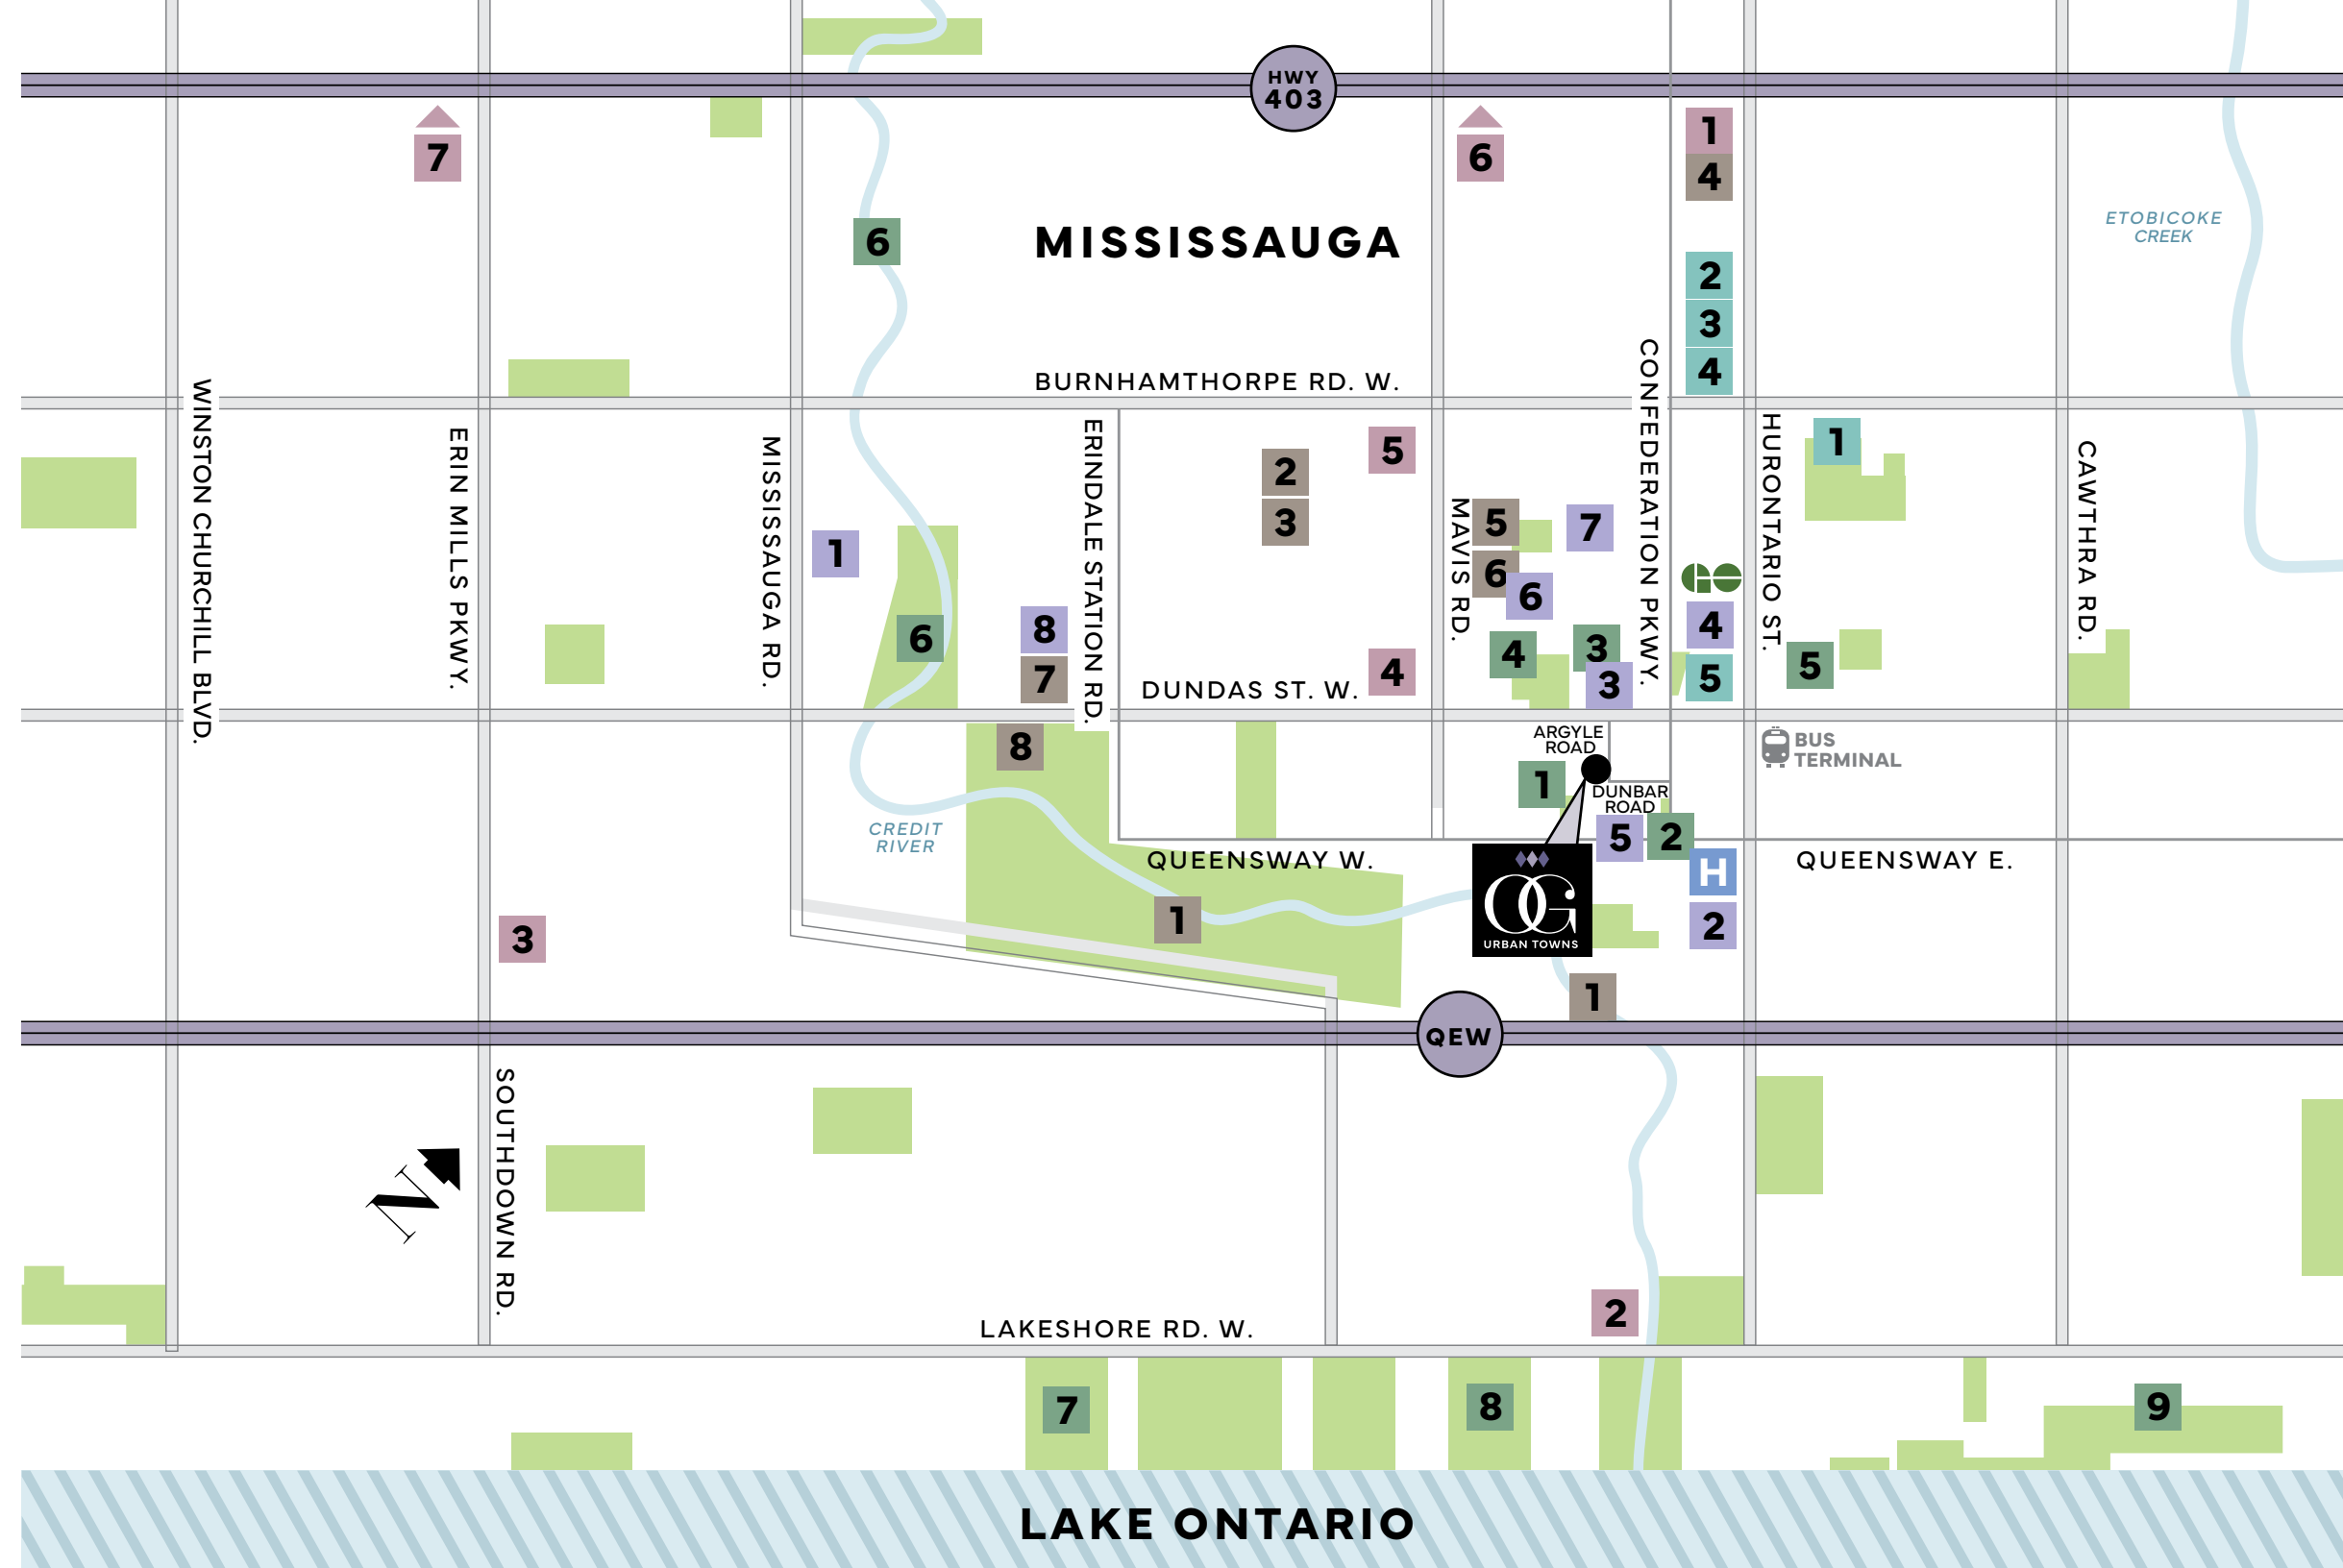 HWY
403
7
6
1
4
6
MISSISSAUGA
ETOBICOKE
CREEK
2
3
4
BURNHAMTHORPE RD. W.
WINSTON CHURCHILL BLVD.
ERIN MILLS PKWY.
MISSISSAUGA RD.
ERINDALE STATION RD.
MAVIS RD.
CONFEDERATION PKWY.
HURONTARIO ST.
CAWTHRA RD.
1
5
2
3
5
7
1
6
6
GO
8
4
6
7
4
4
3
3
5
5
DUNDAS ST. W.
8
ARGYLE
ROAD
BUS
TERMINAL
1
DUNBAR
ROAD
5
2
CREDIT
RIVER
QUEENSWAY W.
QUEENSWAY E.
H
OG
URBAN TOWNS
2
3
1
1
QEW
SOUTHDOWN RD.
N
2
LAKESHORE RD. W.
7
8
9
LAKE ONTARIO